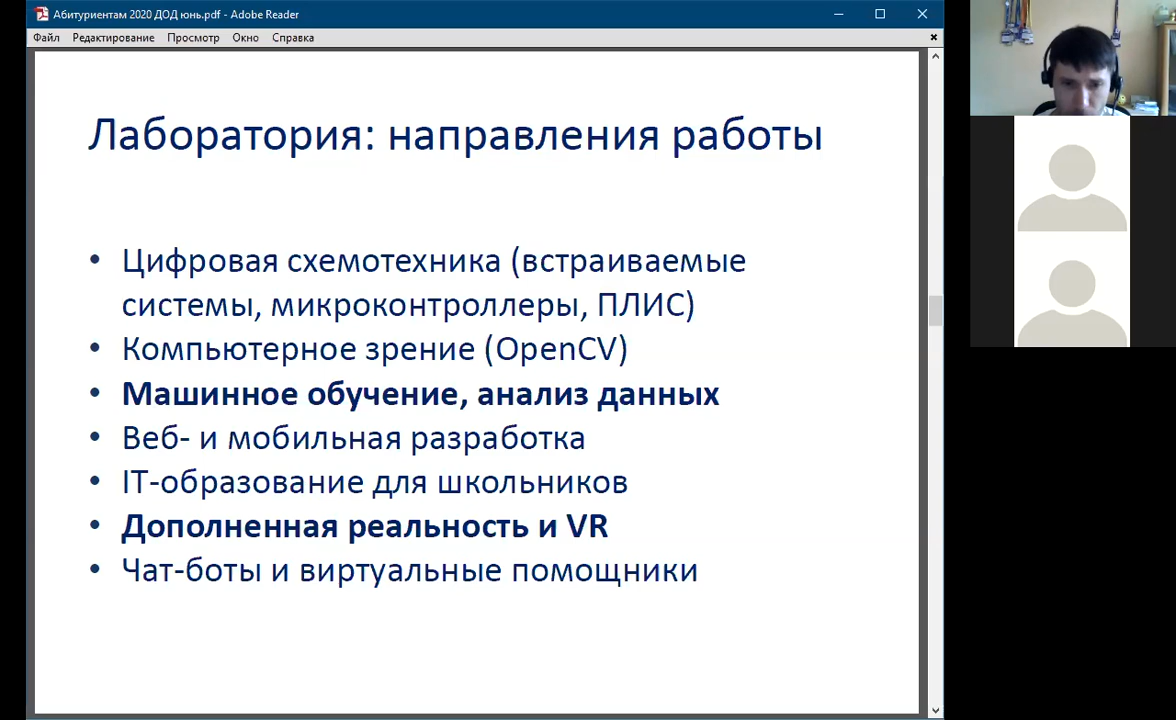 Абитуриентам 2020 ДОД юнь.pdf - Adobe Reader
Файл Редактирование Просмотр Окно Справка
Лаборатория: направления работы
• Цифровая схемотехника (встраиваемые
системы, микроконтроллеры, ПЛИС)
• Компьютерное зрение (OpenCV)
• Машинное обучение, анализ данных
• Веб- и мобильная разработка
• IT-образование для школьников
• Дополненная реальность и VR
• Чат-боты и виртуальные помощники